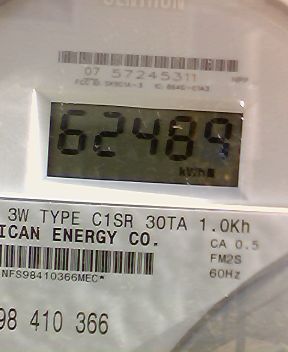 CENTRON
07 57245311
62489
kWh
3W TYPE C1SR 30TA 1.0Kh
ICAN ENERGY CO.
CA 0.5
FM2S
NFS98410366MEC*
60Hz
98 410 366